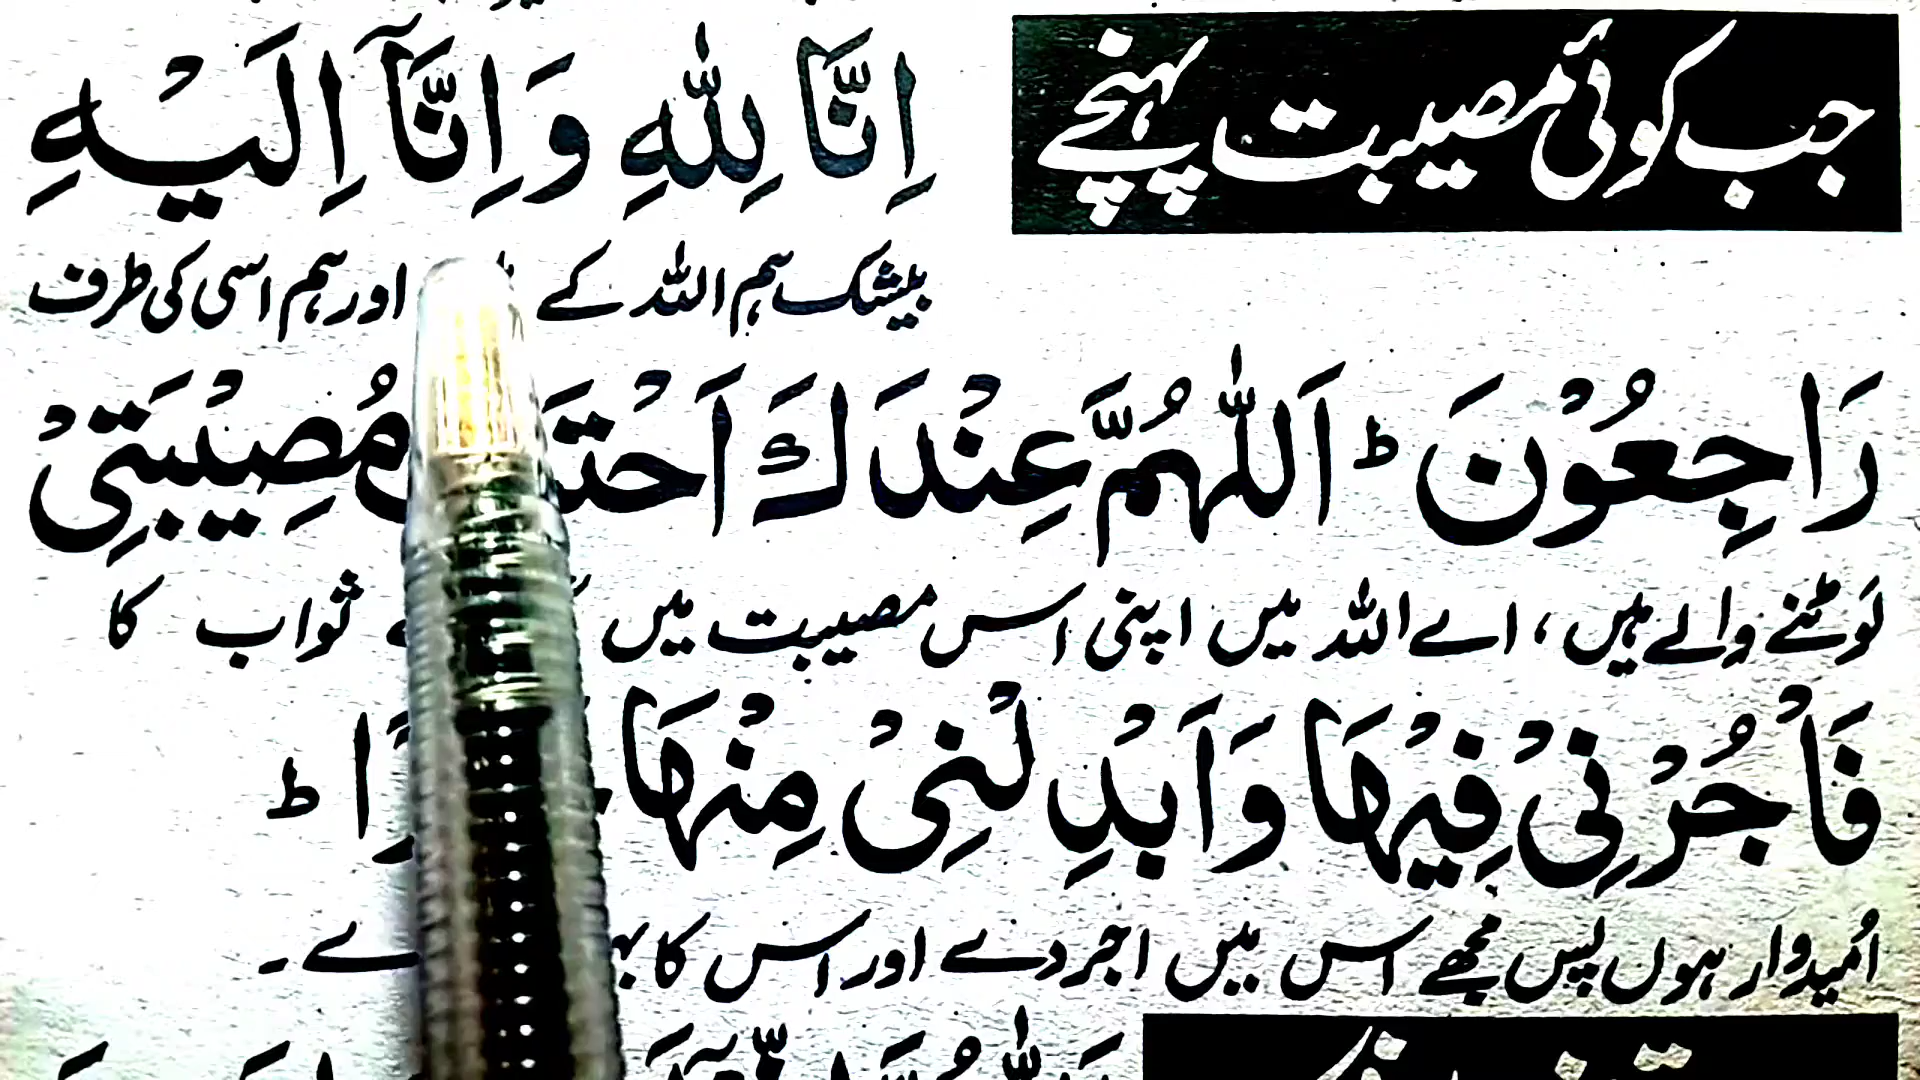 جب کوئی مصیبت پہنچے
اِنَّا لِلّٰهِ وَاِنَّآ اِلَيْهِ
بیشک ہم اللہ کے اور ہم اسی کی طرف
رَاجِعُوْنَ ط اَللّٰهُمَّ عِنْدَكَ مُصِيْبَتِيْ
لَوٹنے والے ہیں، اے اللہ میں اپنی اس مصیبت میں ثواب کا
فَاْجُرْنِيْ فِيْهَا وَاَبْدِلْنِيْ مِنْهَا ط
اُمیدوار ہوں پس مجھے اس میں اجر دے اور اس کا